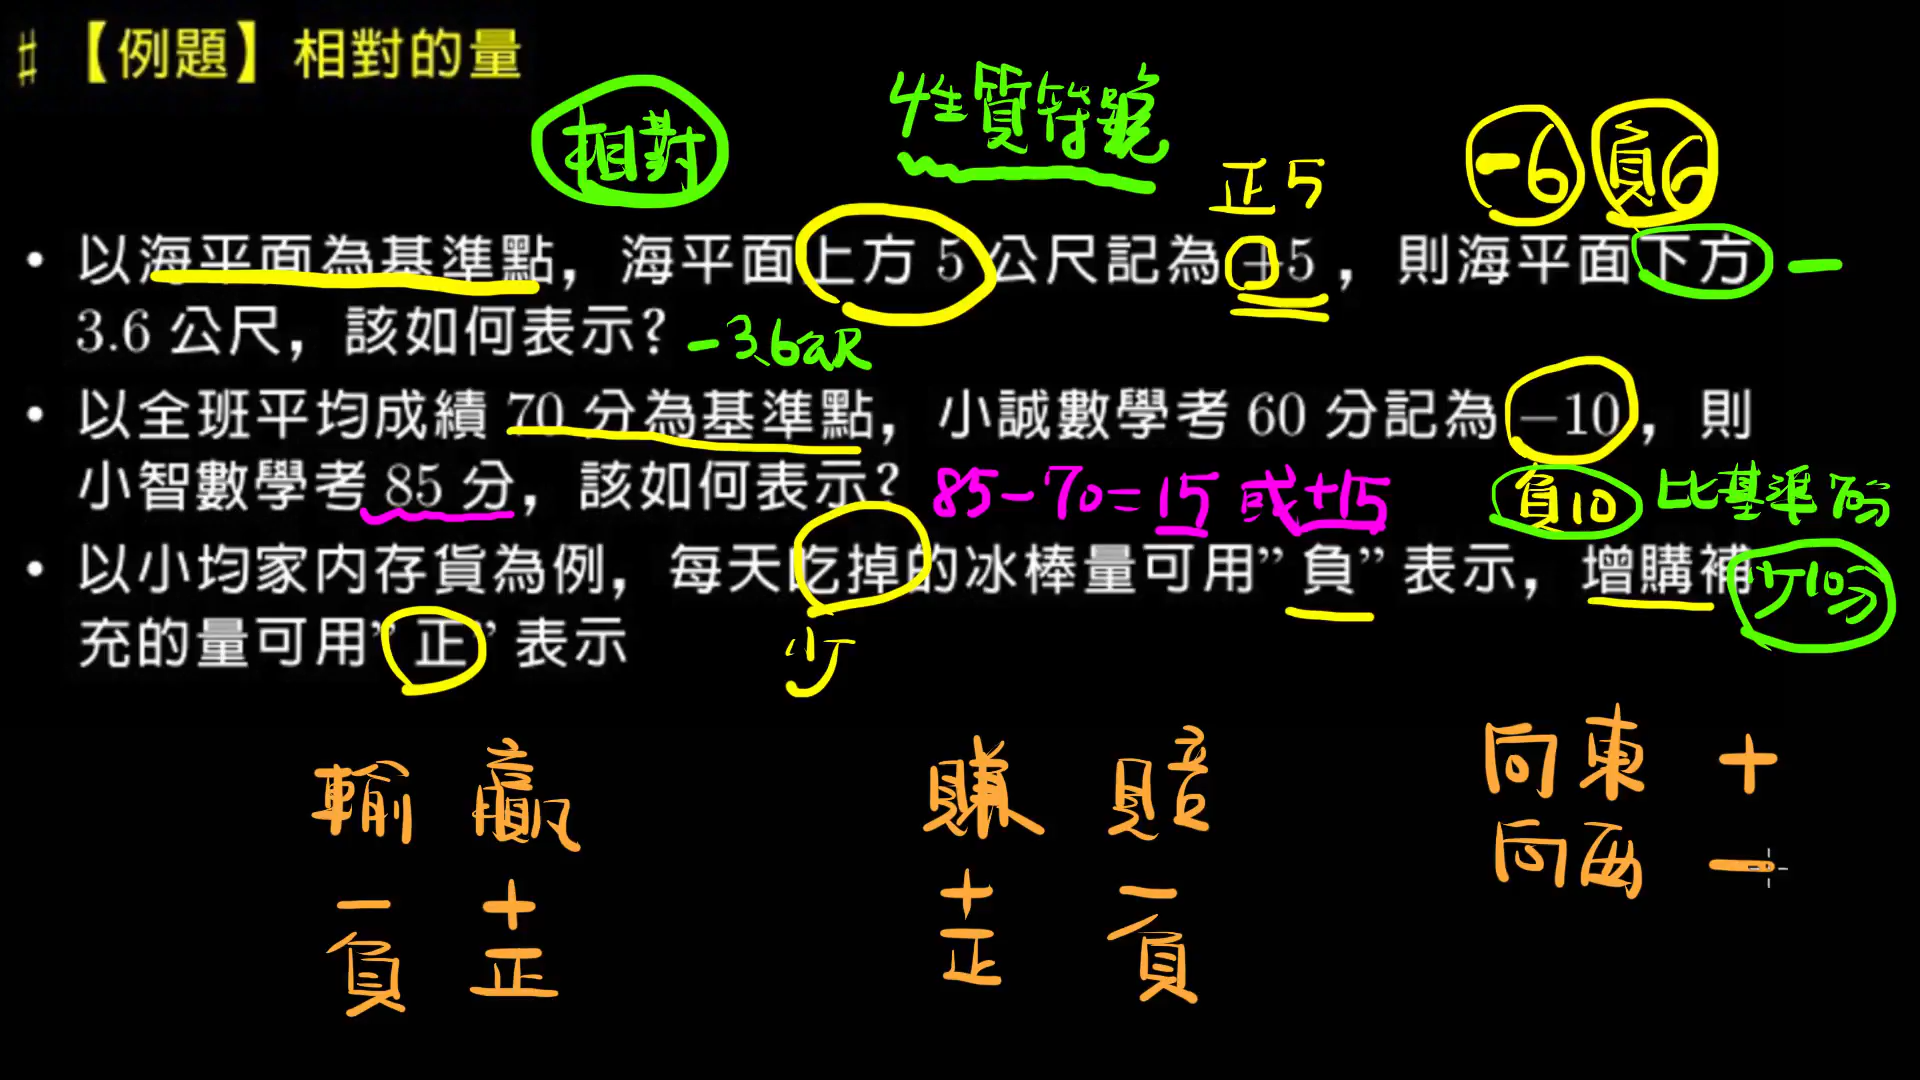 ♯【例題】相對的量
相對
性質符號
正5
-6 負6
• 以海平面為基準點，海平面上方 5 公尺記為 +5 ，則海平面下方 −
3.6 公尺，該如何表示? -3.6公尺
• 以全班平均成績 70 分為基準點，小誠數學考 60 分記為 −10 ，則
小智數學考 85 分，該如何表示? 85-70=15 或+15
負10 比基準70分
少10分
• 以小均家內存貨為例，每天吃掉的冰棒量可用” 負” 表示，增購補
充的量可用” 正” 表示
少
輸 贏
− +
負 正
賺 賠
+ −
正 負
向東 +
向西 −